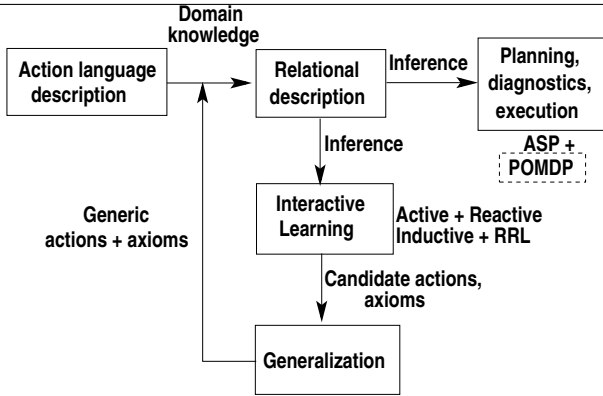 Domain
knowledge
Action language
description
Relational
description
Inference
Planning,
diagnostics,
execution
ASP +
POMDP
Inference
Interactive
Learning
Active + Reactive
Inductive + RRL
Generic
actions + axioms
Candidate actions,
axioms
Generalization